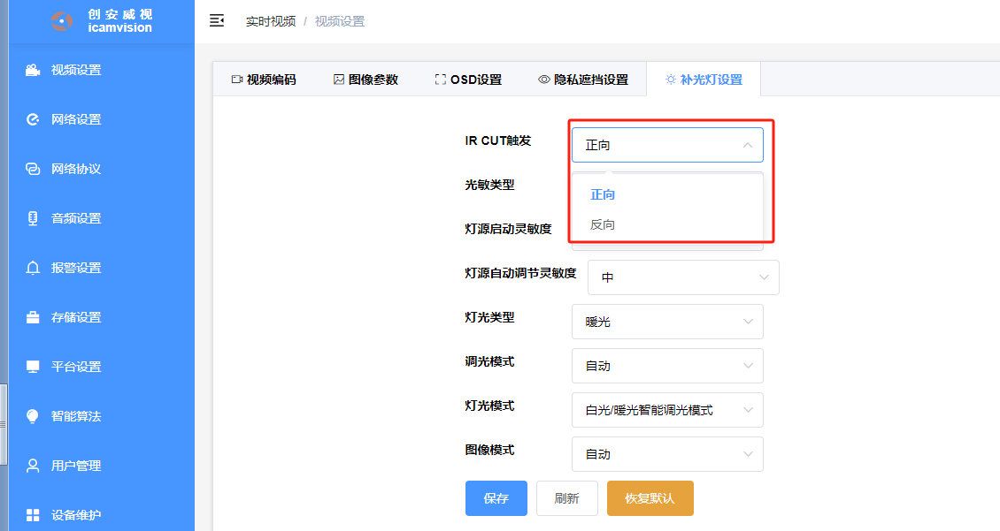 创安威视
icamvision
实时视频 / 视频设置
视频设置
网络设置
网络协议
音频设置
报警设置
存储设置
平台设置
智能算法
用户管理
设备维护
视频编码 图像参数 OSD设置 隐私遮挡设置 补光灯设置
IR CUT触发 正向
正向
反向
光敏类型
灯源启动灵敏度
灯源自动调节灵敏度 中
灯光类型 暖光
调光模式 自动
灯光模式 白光/暖光智能调光模式
图像模式 自动
保存 刷新 恢复默认